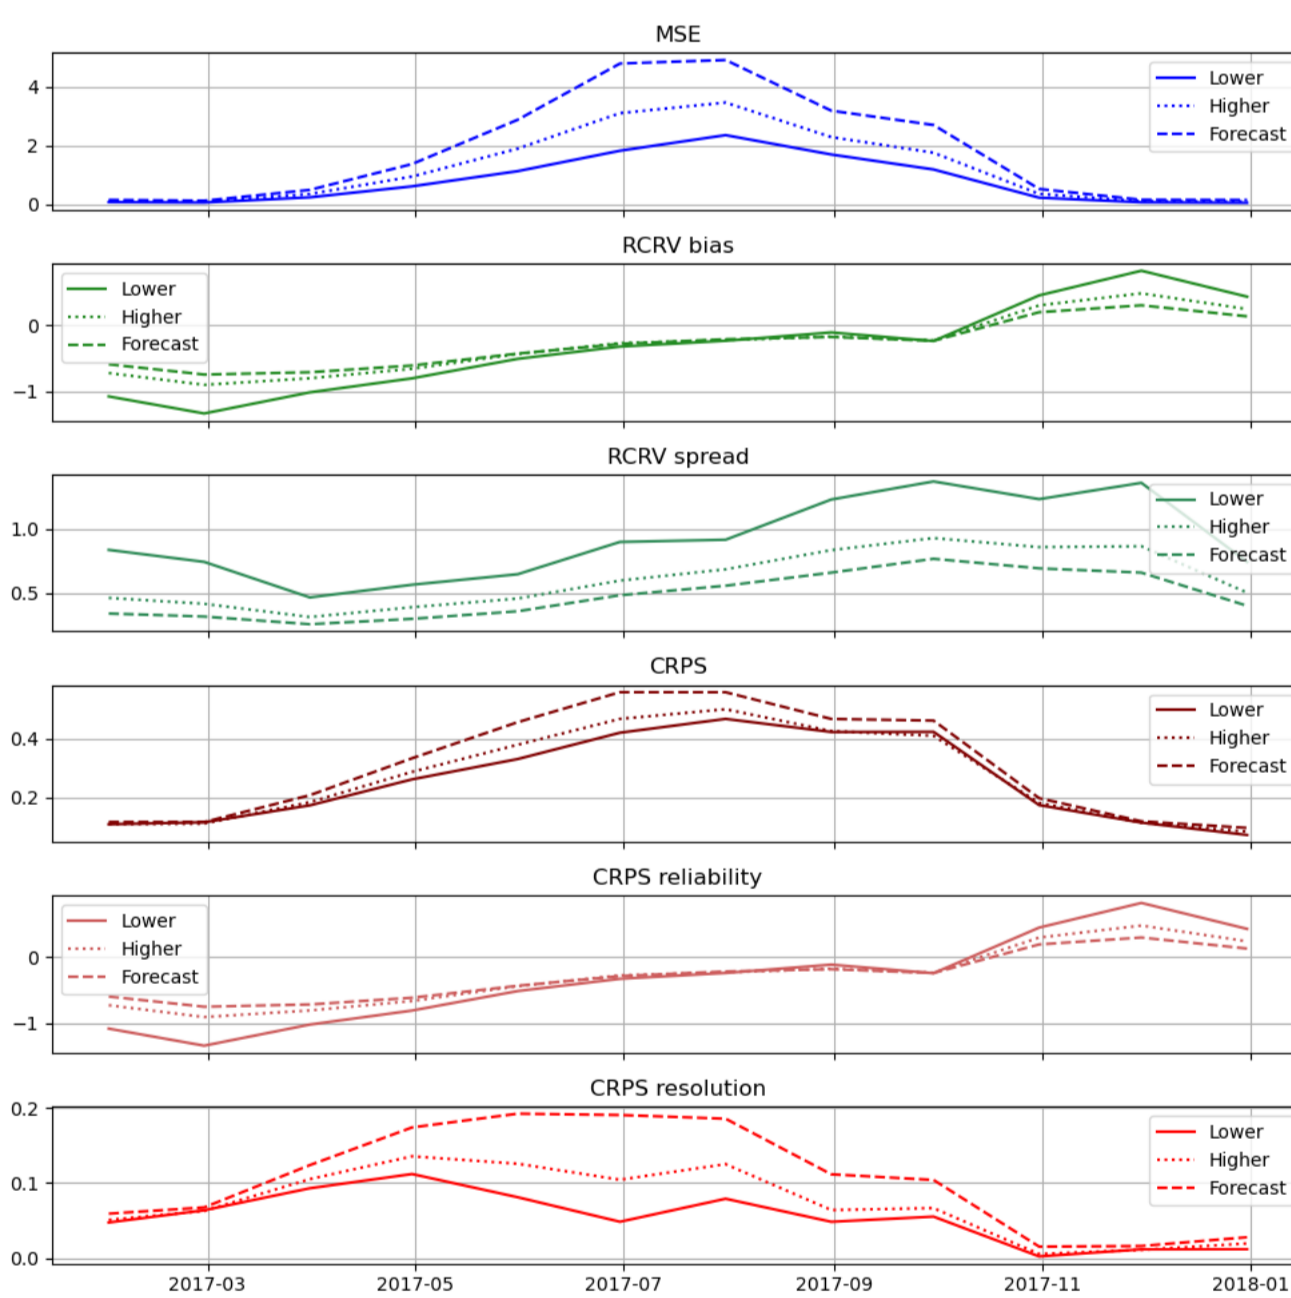 MSE
4
2
0
Lower
Higher
Forecast
RCRV bias
0
−1
Lower
Higher
Forecast
RCRV spread
1.0
0.5
Lower
Higher
Forecast
CRPS
0.4
0.2
Lower
Higher
Forecast
CRPS reliability
0
−1
Lower
Higher
Forecast
CRPS resolution
0.2
0.1
0.0
Lower
Higher
Forecast
2017-03 2017-05 2017-07 2017-09 2017-11 2018-01